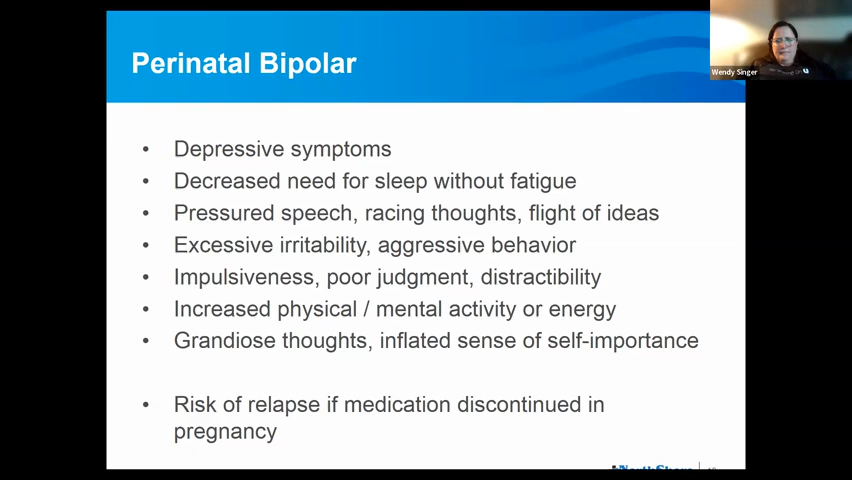 Perinatal Bipolar
Wendy Singer
• Depressive symptoms
• Decreased need for sleep without fatigue
• Pressured speech, racing thoughts, flight of ideas
• Excessive irritability, aggressive behavior
• Impulsiveness, poor judgment, distractibility
• Increased physical / mental activity or energy
• Grandiose thoughts, inflated sense of self-importance
• Risk of relapse if medication discontinued in
pregnancy